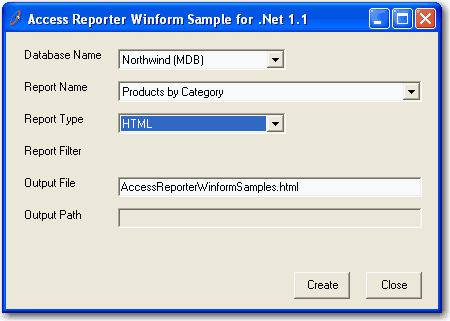 Access Reporter Winform Sample for .Net 1.1
Database Name Northwind (MDB)
Report Name Products by Category
Report Type HTML
Report Filter
Output File AccessReporterWinformSamples.html
Output Path
Create Close